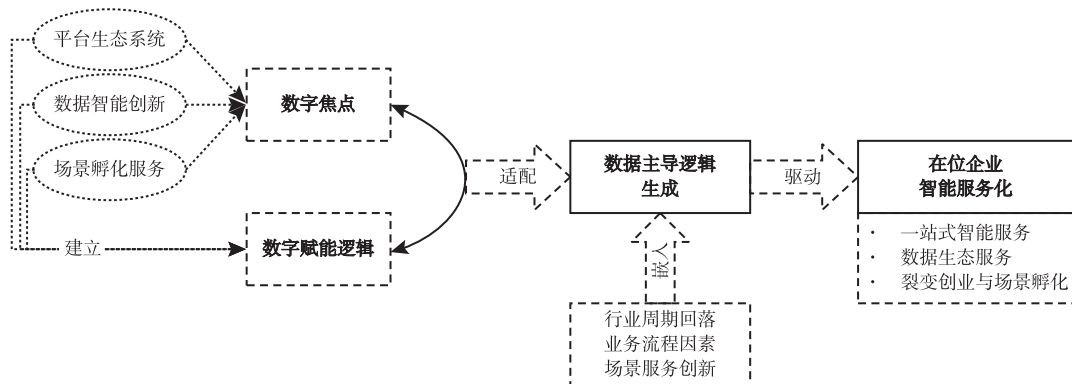 平台生态系统
数据智能创新
场景孵化服务
数字焦点
建立
数字赋能逻辑
适配
数据主导逻辑
生成
驱动
在位企业
智能服务化
· 一站式智能服务
· 数据生态服务
· 裂变创业与场景孵化
嵌入
行业周期回落
业务流程因素
场景服务创新